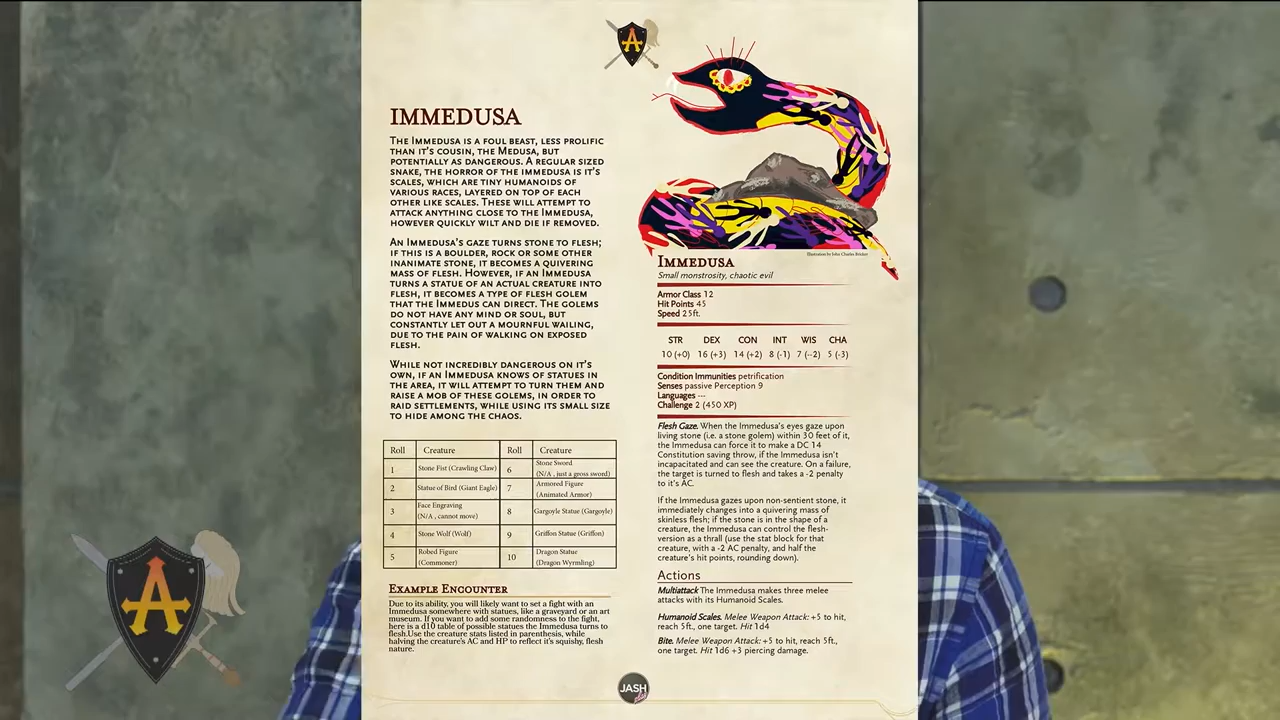 A
IMMEDUSA
THE IMMEDUSA IS A FOUL BEAST, LESS PROLIFIC
THAN IT'S COUSIN, THE MEDUSA, BUT
POTENTIALLY AS DANGEROUS. A REGULAR SIZED
SNAKE, THE HORROR OF THE IMMEDUSA IS IT'S
SCALES, WHICH ARE TINY HUMANOIDS OF
VARIOUS RACES, LAYERED ON TOP OF EACH
OTHER LIKE SCALES. THESE WILL ATTEMPT TO
ATTACK ANYTHING CLOSE TO THE IMMEDUSA,
HOWEVER QUICKLY WILT AND DIE IF REMOVED.
AN IMMEDUSA'S GAZE TURNS STONE TO FLESH;
IF THIS IS A BOULDER, ROCK OR SOME OTHER
INANIMATE STONE, IT BECOMES A QUIVERING
MASS OF FLESH. HOWEVER, IF AN IMMEDUSA
TURNS A STATUE OF AN ACTUAL CREATURE INTO
FLESH, IT BECOMES A TYPE OF FLESH GOLEM
THAT THE IMMEDUS CAN DIRECT. THE GOLEMS
DO NOT HAVE ANY MIND OR SOUL, BUT
CONSTANTLY LET OUT A MOURNFUL WAILING,
DUE TO THE PAIN OF WALKING ON EXPOSED
FLESH.
WHILE NOT INCREDIBLY DANGEROUS ON IT'S
OWN, IF AN IMMEDUSA KNOWS OF STATUES IN
THE AREA, IT WILL ATTEMPT TO TURN THEM AND
RAISE A MOB OF THESE GOLEMS, IN ORDER TO
RAID SETTLEMENTS, WHILE USING ITS SMALL SIZE
TO HIDE AMONG THE CHAOS.
Roll Creature Roll Creature
1 Stone Fist (Crawling Claw) 6 Stone Sword
(N/A , just a gross sword)
2 Statue of Bird (Giant Eagle) 7 Armored Figure
(Animated Armor)
3 Face Engraving
(N/A , cannot move) 8 Gargoyle Statue (Gargoyle)
4 Stone Wolf (Wolf) 9 Griffon Statue (Griffon)
5 Robed Figure
(Commoner) 10 Dragon Statue
(Dragon Wyrmling)
EXAMPLE ENCOUNTER
Due to its ability, you will likely want to set a fight with an
Immedusa somewhere with statues, like a graveyard or an art
museum. If you want to add some randomness to the fight,
here is a d10 table of possible statues the Immedusa turns to
flesh.Use the creature stats listed in parenthesis, while
halving the creature's AC and HP to reflect it's squishy, flesh
nature.
Illustration by John Charles Bricker
IMMEDUSA
Small monstrosity, chaotic evil
Armor Class 12
Hit Points 45
Speed 25ft.
STR DEX CON INT WIS CHA
10 (+0) 16 (+3) 14 (+2) 8 (-1) 7 (--2) 5 (-3)
Condition Immunities petrification
Senses passive Perception 9
Languages ---
Challenge 2 (450 XP)
Flesh Gaze. When the Immedusa's eyes gaze upon
living stone (i.e. a stone golem) within 30 feet of it,
the Immedusa can force it to make a DC 14
Constitution saving throw, if the Immedusa isn't
incapacitated and can see the creature. On a failure,
the target is turned to flesh and takes a -2 penalty
to it's AC.
If the Immedusa gazes upon non-sentient stone, it
immediately changes into a quivering mass of
skinless flesh; if the stone is in the shape of a
creature, the Immedusa can control the flesh-
version as a thrall (use the stat block for that
creature, with a -2 AC penalty, and half the
creature's hit points, rounding down).
Actions
Multiattack The Immedusa makes three melee
attacks with its Humanoid Scales.
Humanoid Scales. Melee Weapon Attack: +5 to hit,
reach 5ft., one target. Hit 1d4
Bite. Melee Weapon Attack: +5 to hit, reach 5ft.,
one target. Hit 1d6 +3 piercing damage.
JASH
A